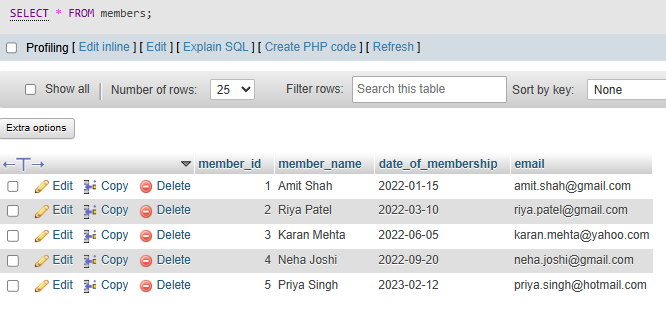 SELECT * FROM members;
Profiling [ Edit inline ] [ Edit ] [ Explain SQL ] [ Create PHP code ] [ Refresh ]
Show all Number of rows: 25 Filter rows: Search this table Sort by key: None
Extra options
←T→ member_id member_name date_of_membership email
Edit Copy Delete 1 Amit Shah 2022-01-15 amit.shah@gmail.com
Edit Copy Delete 2 Riya Patel 2022-03-10 riya.patel@gmail.com
Edit Copy Delete 3 Karan Mehta 2022-06-05 karan.mehta@yahoo.com
Edit Copy Delete 4 Neha Joshi 2022-09-20 neha.joshi@gmail.com
Edit Copy Delete 5 Priya Singh 2023-02-12 priya.singh@hotmail.com